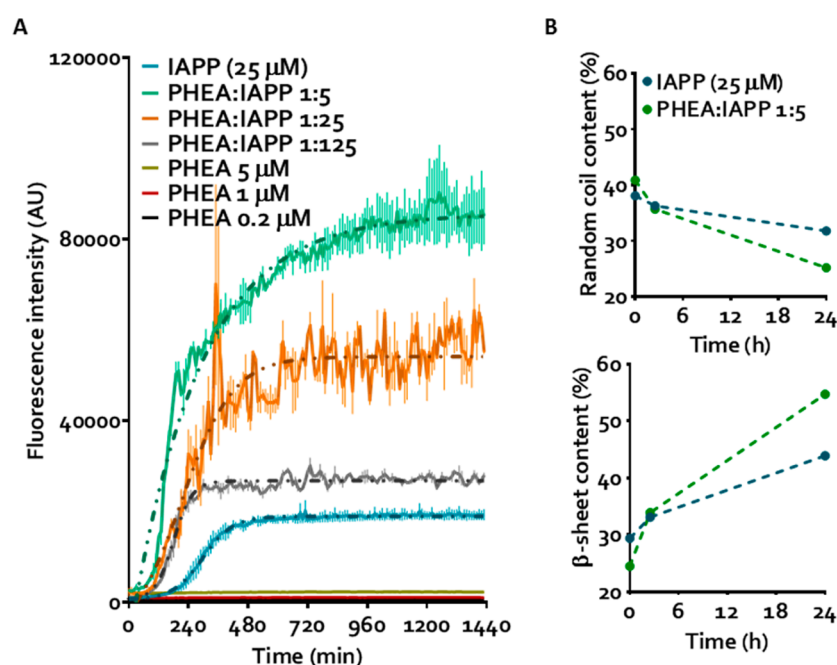 A
120000
80000
40000
0
Fluorescence intensity (AU)
IAPP (25 μM)
PHEA:IAPP 1:5
PHEA:IAPP 1:25
PHEA:IAPP 1:125
PHEA 5 μM
PHEA 1 μM
PHEA 0.2 μM
0 240 480 720 960 1200 1440
Time (min)
B
Random coil content (%)
60
50
40
30
20
IAPP (25 μM)
PHEA:IAPP 1:5
0 6 12 18 24
Time (h)
β-sheet content (%)
60
50
40
30
20
0 6 12 18 24
Time (h)